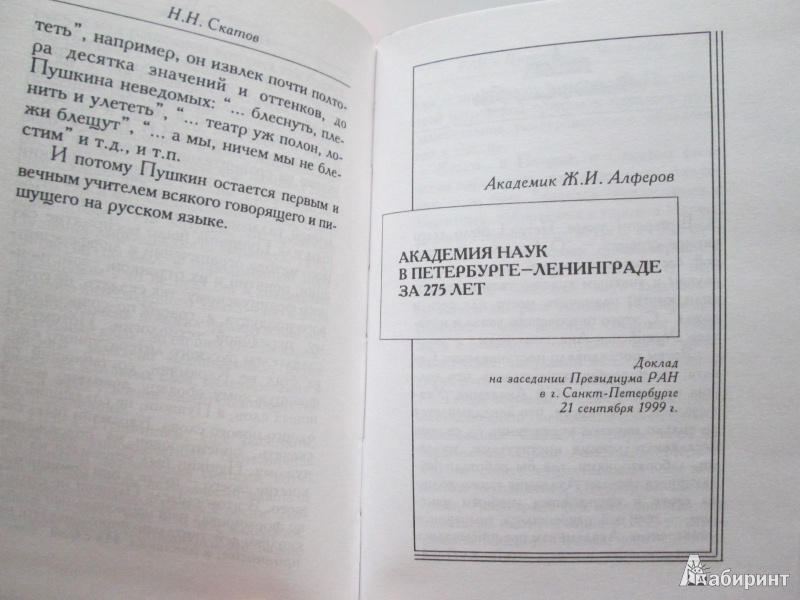 Н.Н. Скатов
теть", например, он извлек почти полто-
ра десятка значений и оттенков, до
Пушкина неведомых: "... блеснуть, пле-
нить и улететь", "... театр уж полон, ло-
жи блещут", "... а мы, ничем мы не бле-
стим" и т.д., и т.п.
И потому Пушкин остается первым и
вечным учителем всякого говорящего и пи-
шущего на русском языке.
Академик Ж.И. Алферов
АКАДЕМИЯ НАУК
В ПЕТЕРБУРГЕ—ЛЕНИНГРАДЕ
ЗА 275 ЛЕТ
Доклад
на заседании Президиума РАН
в г. Санкт-Петербурге
21 сентября 1999 г.
Лабиринт